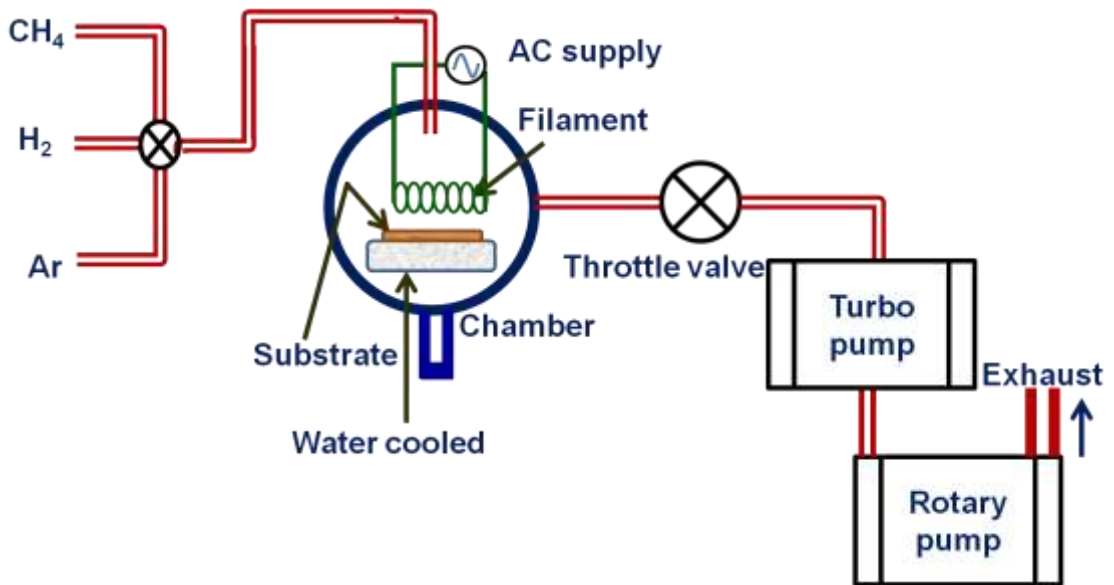 CH₄
AC supply
H₂
Filament
Ar
Throttle valve
Substrate
Chamber
Water cooled
Turbo
pump
Exhaust
Rotary
pump